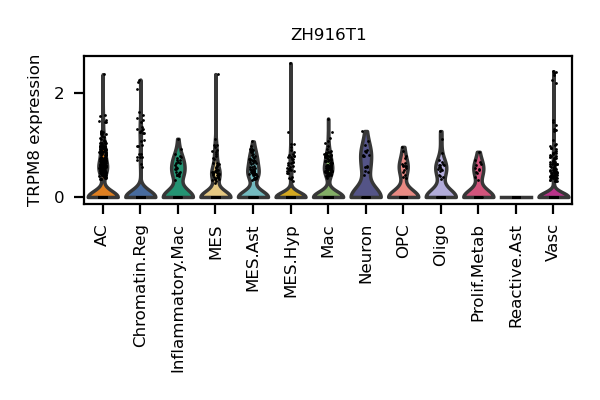 ZH916T1
TRPM8 expression
2
0
AC
Chromatin.Reg
Inflammatory.Mac
MES
MES.Ast
MES.Hyp
Mac
Neuron
OPC
Oligo
Prolif.Metab
Reactive.Ast
Vasc